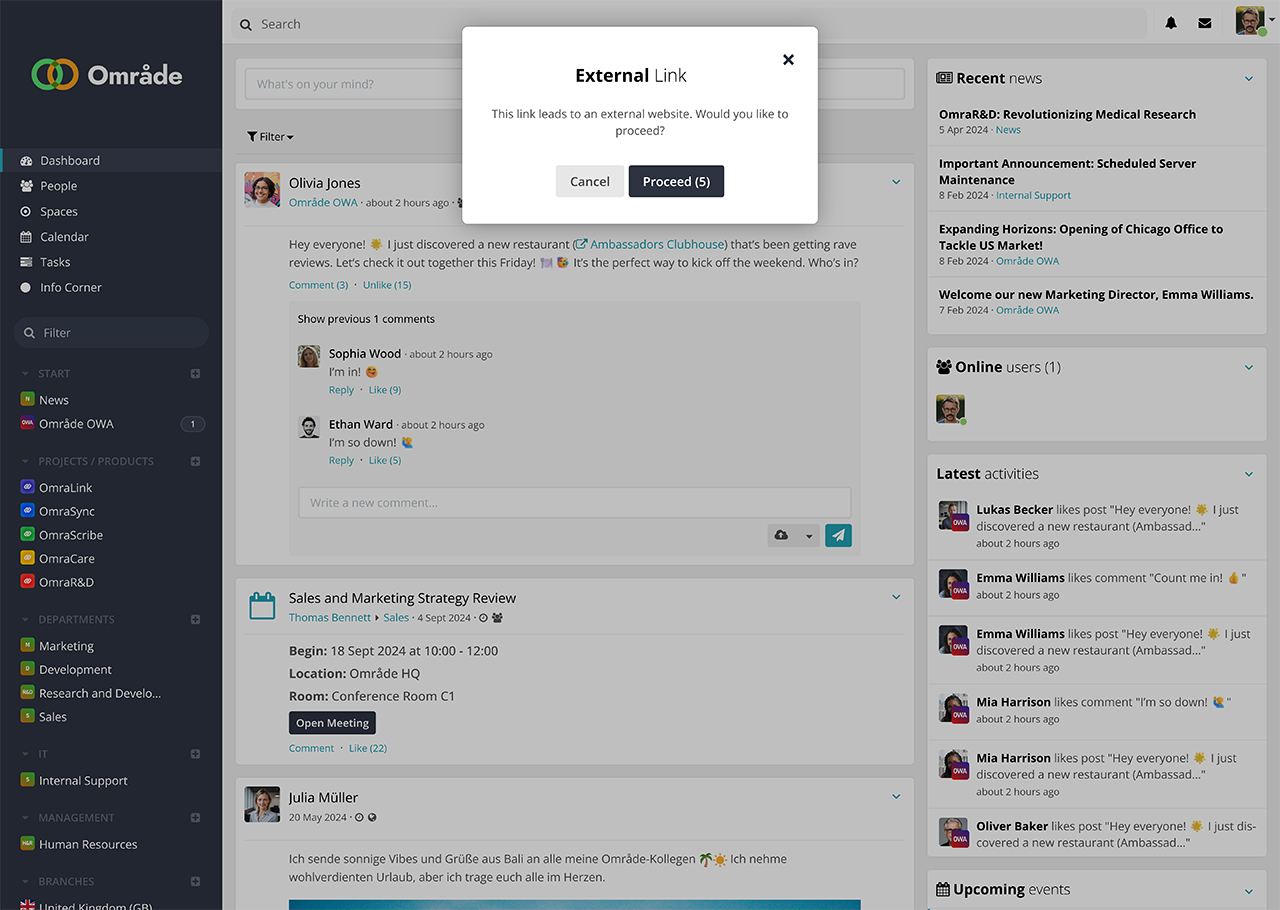 Område
Dashboard
People
Spaces
Calendar
Tasks
Info Corner
Filter
START
N
News
OWA
Område OWA
1
PROJECTS / PRODUCTS
OmraLink
OmraSync
OmraScribe
OmraCare
OmraR&D
DEPARTMENTS
M
Marketing
D
Development
R&D
Research and Develo...
S
Sales
IT
S
Internal Support
MANAGEMENT
H&R
Human Resources
BRANCHES
United Kingdom (GB)
Search
External Link
This link leads to an external website. Would you like to
proceed?
Cancel
Proceed (5)
What's on your mind?
Filter
Olivia Jones
Område OWA · about 2 hours ago ·
Hey everyone! ☀️ I just discovered a new restaurant (Ambassadors Clubhouse) that’s been getting rave
reviews. Let’s check it out together this Friday! 🍽️ 🥳 It’s the perfect way to kick off the weekend. Who’s in?
Comment (3) · Unlike (15)
Show previous 1 comments
Sophia Wood · about 2 hours ago
I’m in! 😊
Reply · Like (9)
Ethan Ward · about 2 hours ago
I’m so down! 🙋
Reply · Like (5)
Write a new comment...
Sales and Marketing Strategy Review
Thomas Bennett ▸ Sales · 4 Sept 2024 ·
Begin: 18 Sept 2024 at 10:00 - 12:00
Location: Område HQ
Room: Conference Room C1
Open Meeting
Comment · Like (22)
Julia Müller
20 May 2024 ·
Ich sende sonnige Vibes und Grüße aus Bali an alle meine Område-Kollegen 🌴☀️ Ich nehme
wohlverdienten Urlaub, aber ich trage euch alle im Herzen.
Recent news
OmraR&D: Revolutionizing Medical Research
5 Apr 2024 · News
Important Announcement: Scheduled Server
Maintenance
8 Feb 2024 · Internal Support
Expanding Horizons: Opening of Chicago Office to
Tackle US Market!
8 Feb 2024 · Område OWA
Welcome our new Marketing Director, Emma Williams.
7 Feb 2024 · Område OWA
Online users (1)
Latest activities
OWA
Lukas Becker likes post "Hey everyone! ☀️ I just
discovered a new restaurant (Ambassad..."
about 2 hours ago
OWA
Emma Williams likes comment "Count me in! 👍"
about 2 hours ago
OWA
Emma Williams likes post "Hey everyone! ☀️ I just
discovered a new restaurant (Ambassad..."
about 2 hours ago
OWA
Mia Harrison likes comment "I’m so down! 🙋"
about 2 hours ago
OWA
Mia Harrison likes post "Hey everyone! ☀️ I just
discovered a new restaurant (Ambassad..."
about 2 hours ago
OWA
Oliver Baker likes post "Hey everyone! ☀️ I just dis-
covered a new restaurant (Ambassad..."
Upcoming events